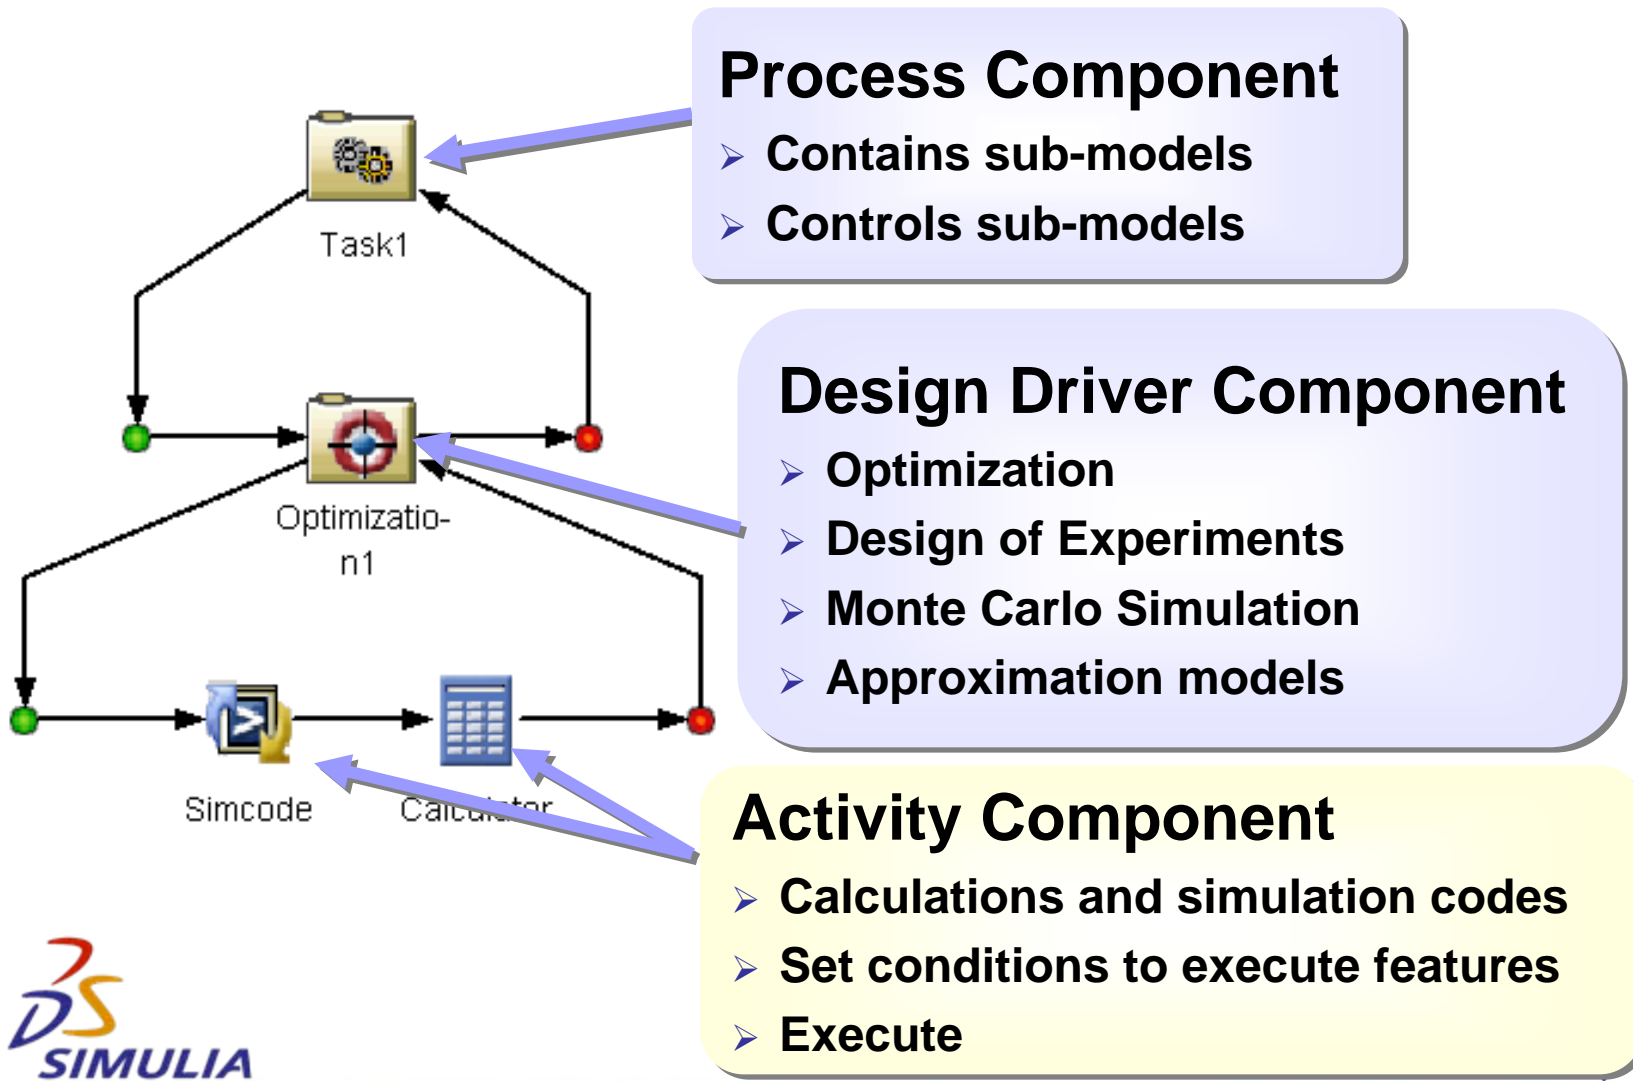 Process Component
Contains sub-models
Controls sub-models
Task1
Design Driver Component
Optimization
Design of Experiments
Monte Carlo Simulation
Approximation models
Optimizatio-
n1
Simcode
Calculator
Activity Component
Calculations and simulation codes
Set conditions to execute features
Execute
SIMULIA